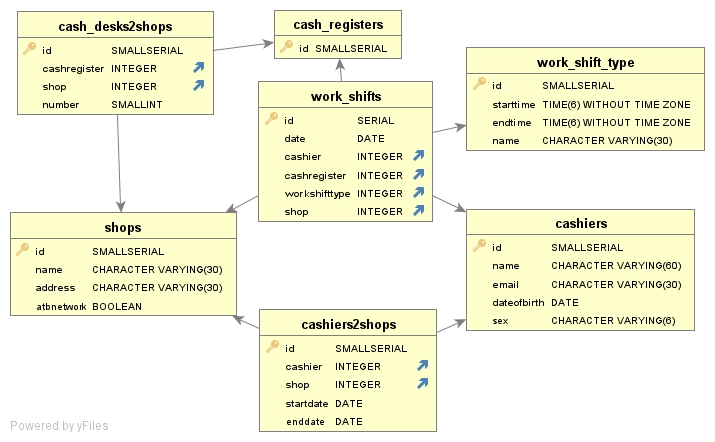 cash_desks2shops
id SMALLSERIAL
cashregister INTEGER
shop INTEGER
number SMALLINT
cash_registers
id SMALLSERIAL
work_shift_type
id SMALLSERIAL
starttime TIME(6) WITHOUT TIME ZONE
endtime TIME(6) WITHOUT TIME ZONE
name CHARACTER VARYING(30)
work_shifts
id SERIAL
date DATE
cashier INTEGER
cashregister INTEGER
workshifttype INTEGER
shop INTEGER
shops
id SMALLSERIAL
name CHARACTER VARYING(30)
address CHARACTER VARYING(30)
atbnetwork BOOLEAN
cashiers
id SMALLSERIAL
name CHARACTER VARYING(60)
email CHARACTER VARYING(30)
dateofbirth DATE
sex CHARACTER VARYING(6)
cashiers2shops
id SMALLSERIAL
cashier INTEGER
shop INTEGER
startdate DATE
enddate DATE
Powered by yFiles